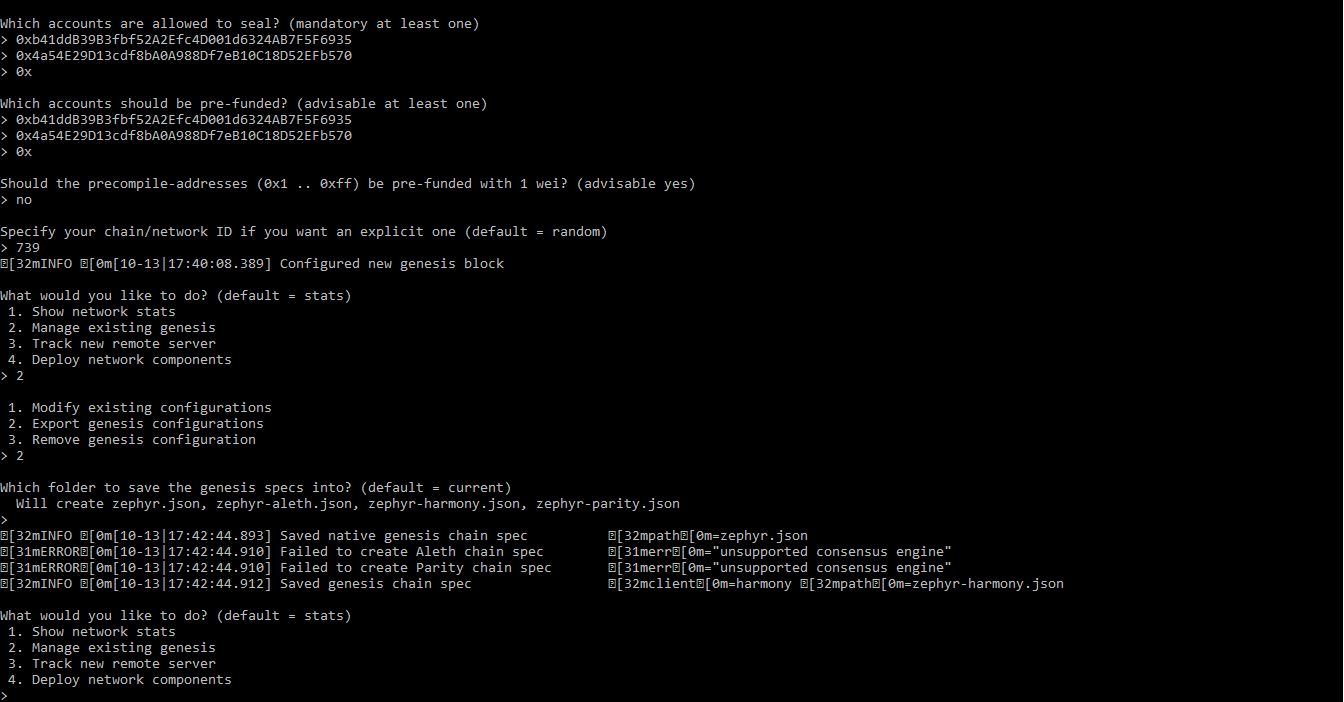 Which accounts are allowed to seal? (mandatory at least one)
> 0xb41ddB39B3fbf52A2Efc4D001d6324AB7F5F6935
> 0x4a54E29D13cdf8bA0A988Df7eB10C18D52EFb570
> 0x
Which accounts should be pre-funded? (advisable at least one)
> 0xb41ddB39B3fbf52A2Efc4D001d6324AB7F5F6935
> 0x4a54E29D13cdf8bA0A988Df7eB10C18D52EFb570
> 0x
Should the precompile-addresses (0x1 .. 0xff) be pre-funded with 1 wei? (advisable yes)
> no
Specify your chain/network ID if you want an explicit one (default = random)
> 739
[32mINFO [0m[10-13|17:40:08.389] Configured new genesis block
What would you like to do? (default = stats)
1. Show network stats
2. Manage existing genesis
3. Track new remote server
4. Deploy network components
> 2
1. Modify existing configurations
2. Export genesis configurations
3. Remove genesis configuration
> 2
Which folder to save the genesis specs into? (default = current)
Will create zephyr.json, zephyr-aleth.json, zephyr-harmony.json, zephyr-parity.json
>
[32mINFO [0m[10-13|17:42:44.893] Saved native genesis chain spec [32mpath[0m=zephyr.json
[31mERROR[0m[10-13|17:42:44.910] Failed to create Aleth chain spec [31merr[0m="unsupported consensus engine"
[31mERROR[0m[10-13|17:42:44.910] Failed to create Parity chain spec [31merr[0m="unsupported consensus engine"
[32mINFO [0m[10-13|17:42:44.912] Saved genesis chain spec [32mclient[0m=harmony [32mpath[0m=zephyr-harmony.json
What would you like to do? (default = stats)
1. Show network stats
2. Manage existing genesis
3. Track new remote server
4. Deploy network components
>